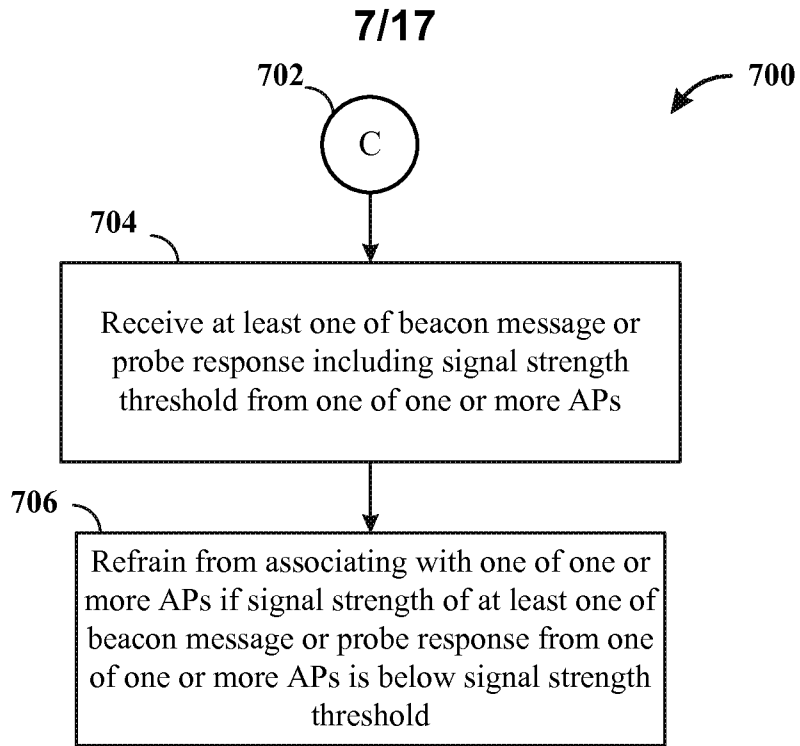 7/17
702
700
C
704
Receive at least one of beacon message or
probe response including signal strength
threshold from one of one or more APs
706
Refrain from associating with one of one or
more APs if signal strength of at least one of
beacon message or probe response from one
of one or more APs is below signal strength
threshold